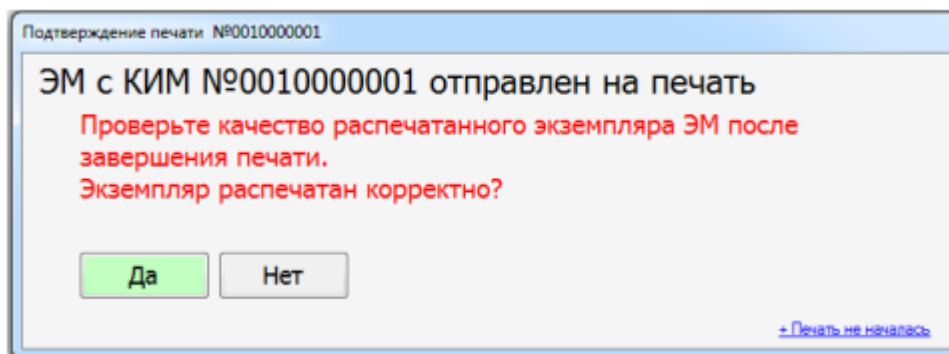 Подтверждение печати №0010000001
ЭМ с КИМ №0010000001 отправлен на печать
Проверьте качество распечатанного экземпляра ЭМ после
завершения печати.
Экземпляр распечатан корректно?
Да
Нет
+ Печать не началась